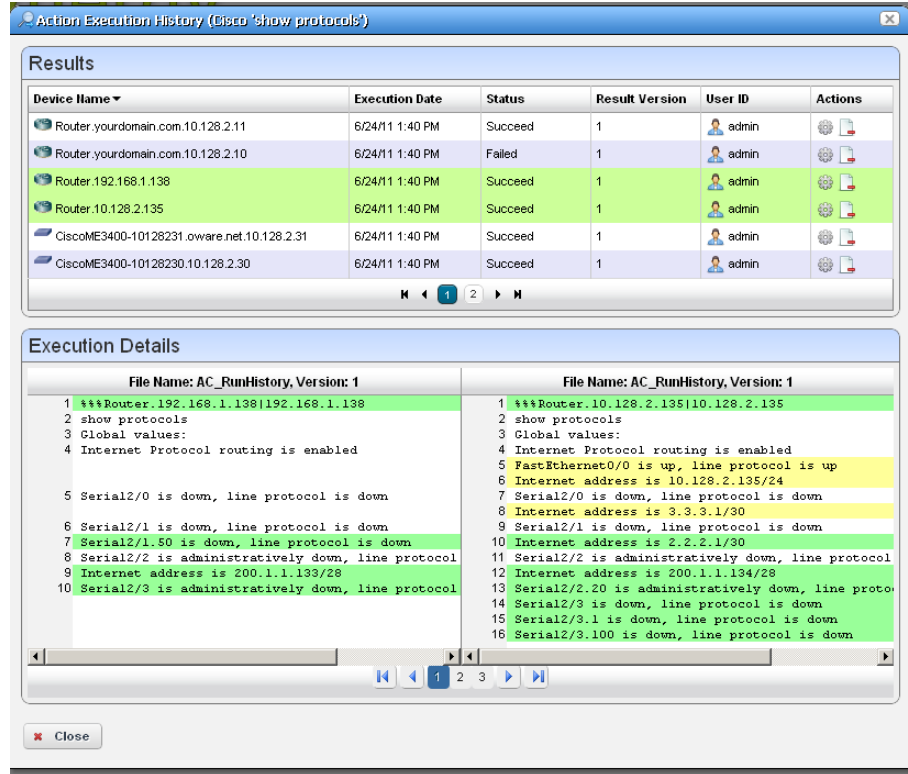 Action Execution History (Cisco 'show protocols')
Results
Device Name Execution Date Status Result Version User ID Actions
Router.yourdomain.com.10.128.2.11 6/24/11 1:40 PM Succeed 1 admin
Router.yourdomain.com.10.128.2.10 6/24/11 1:40 PM Failed 1 admin
Router.192.168.1.138 6/24/11 1:40 PM Succeed 1 admin
Router.10.128.2.135 6/24/11 1:40 PM Succeed 1 admin
CiscoME3400-10128231.oware.net.10.128.2.31 6/24/11 1:40 PM Succeed 1 admin
CiscoME3400-10128230.10.128.2.30 6/24/11 1:40 PM Succeed 1 admin
1 2
Execution Details
File Name: AC_RunHistory, Version: 1
1 %%%Router.192.168.1.138|192.168.1.138
2 show protocols
3 Global values:
4 Internet Protocol routing is enabled
5 Serial2/0 is down, line protocol is down
6 Serial2/1 is down, line protocol is down
7 Serial2/1.50 is down, line protocol is down
8 Serial2/2 is administratively down, line protocol
9 Internet address is 200.1.1.133/28
10 Serial2/3 is administratively down, line protocol
File Name: AC_RunHistory, Version: 1
1 %%%Router.10.128.2.135|10.128.2.135
2 show protocols
3 Global values:
4 Internet Protocol routing is enabled
5 FastEthernet0/0 is up, line protocol is up
6 Internet address is 10.128.2.135/24
7 Serial2/0 is down, line protocol is down
8 Internet address is 3.3.3.1/30
9 Serial2/1 is down, line protocol is down
10 Internet address is 2.2.2.1/30
11 Serial2/2 is administratively down, line protocol
12 Internet address is 200.1.1.134/28
13 Serial2/2.20 is administratively down, line proto
14 Serial2/3 is down, line protocol is down
15 Serial2/3.1 is down, line protocol is down
16 Serial2/3.100 is down, line protocol is down
1 2 3
Close